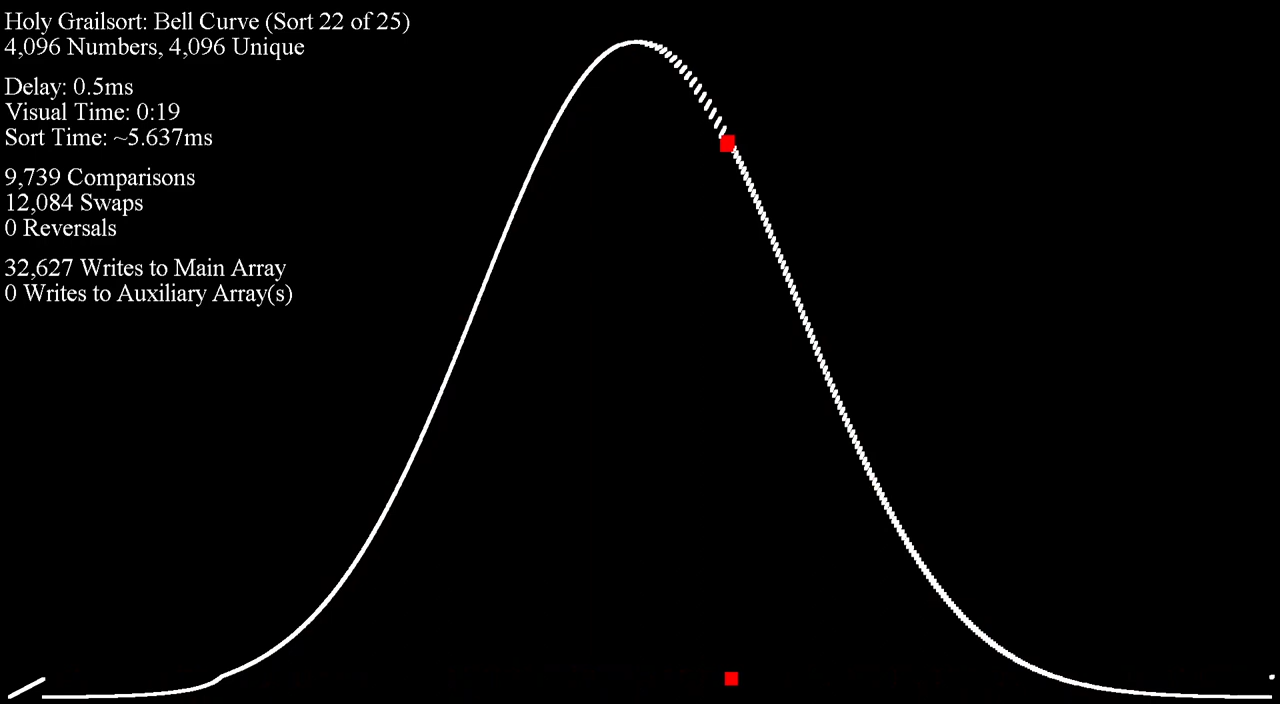 Holy Grailsort: Bell Curve (Sort 22 of 25)
4,096 Numbers, 4,096 Unique
Delay: 0.5ms
Visual Time: 0:19
Sort Time: ~5.637ms
9,739 Comparisons
12,084 Swaps
0 Reversals
32,627 Writes to Main Array
0 Writes to Auxiliary Array(s)